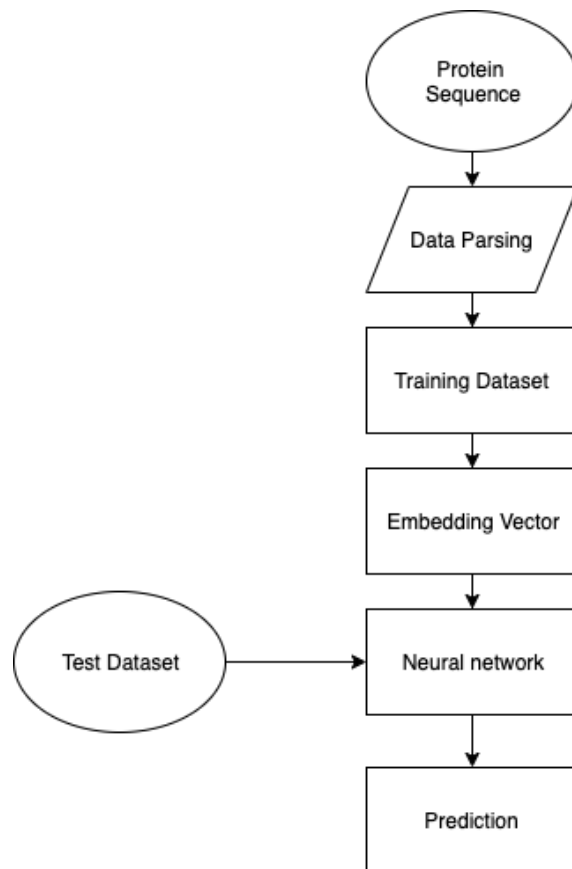 Protein
Sequence
Data Parsing
Training Dataset
Embedding Vector
Test Dataset
Neural network
Prediction